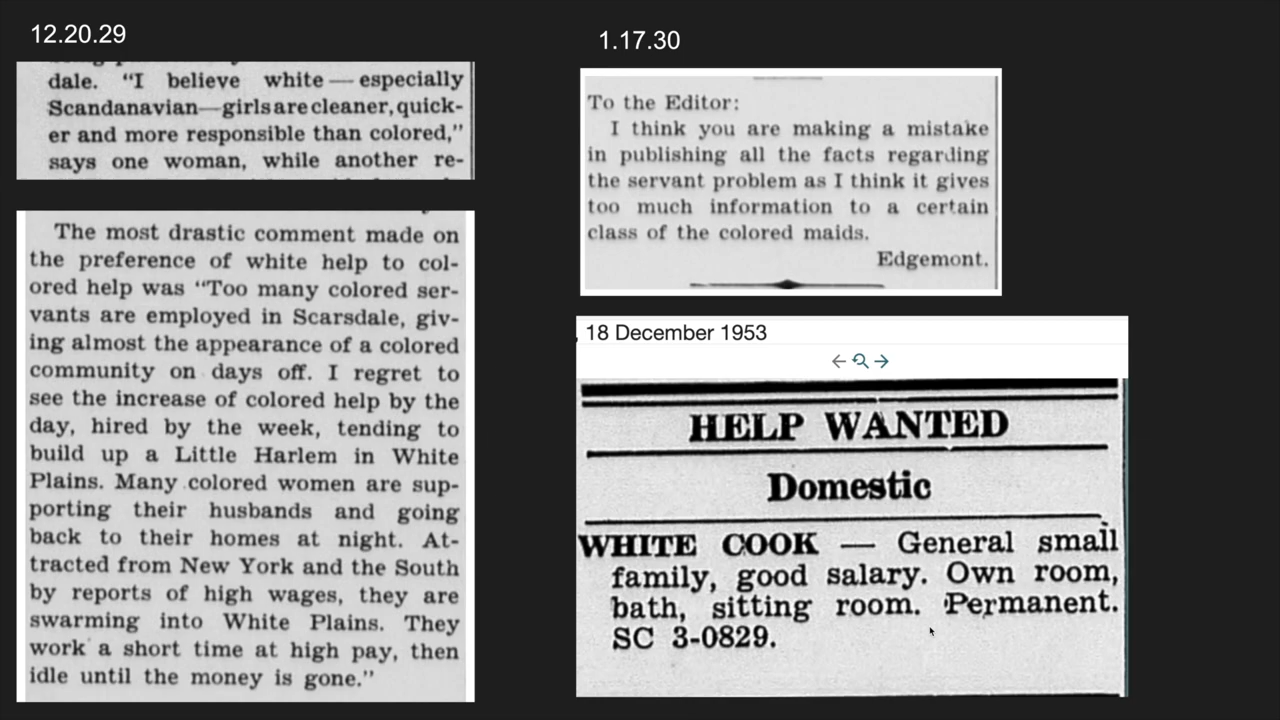 12.20.29
dale. "I believe white — especially
Scandanavian—girls are cleaner, quick-
er and more responsible than colored,"
says one woman, while another re-
The most drastic comment made on
the preference of white help to col-
ored help was "Too many colored ser-
vants are employed in Scarsdale, giv-
ing almost the appearance of a colored
community on days off. I regret to
see the increase of colored help by the
day, hired by the week, tending to
build up a Little Harlem in White
Plains. Many colored women are sup-
porting their husbands and going
back to their homes at night. At-
tracted from New York and the South
by reports of high wages, they are
swarming into White Plains. They
work a short time at high pay, then
idle until the money is gone."
1.17.30
To the Editor:
I think you are making a mistake
in publishing all the facts regarding
the servant problem as I think it gives
too much information to a certain
class of the colored maids.
Edgemont.
18 December 1953
HELP WANTED
Domestic
WHITE COOK — General small
family, good salary. Own room,
bath, sitting room. Permanent.
SC 3-0829.